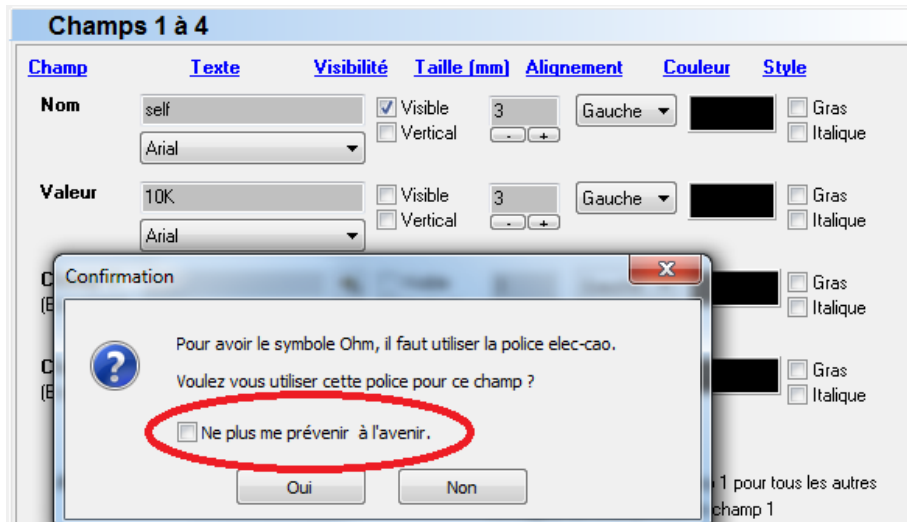 Champs 1 à 4
Champ Texte Visibilité Taille (mm) Alignement Couleur Style
Nom self Visible 3 Gauche Gras
Vertical - + Italique
Arial
Valeur 10K Visible 3 Gauche Gras
Vertical - + Italique
Arial
C Confirmation x Gras
(E Italique
Pour avoir le symbole Ohm, il faut utiliser la police elec-cao.
C ? Voulez vous utiliser cette police pour ce champ ? Gras
(E Italique
Ne plus me prévenir à l'avenir.
Oui Non 1 pour tous les autres
champ 1